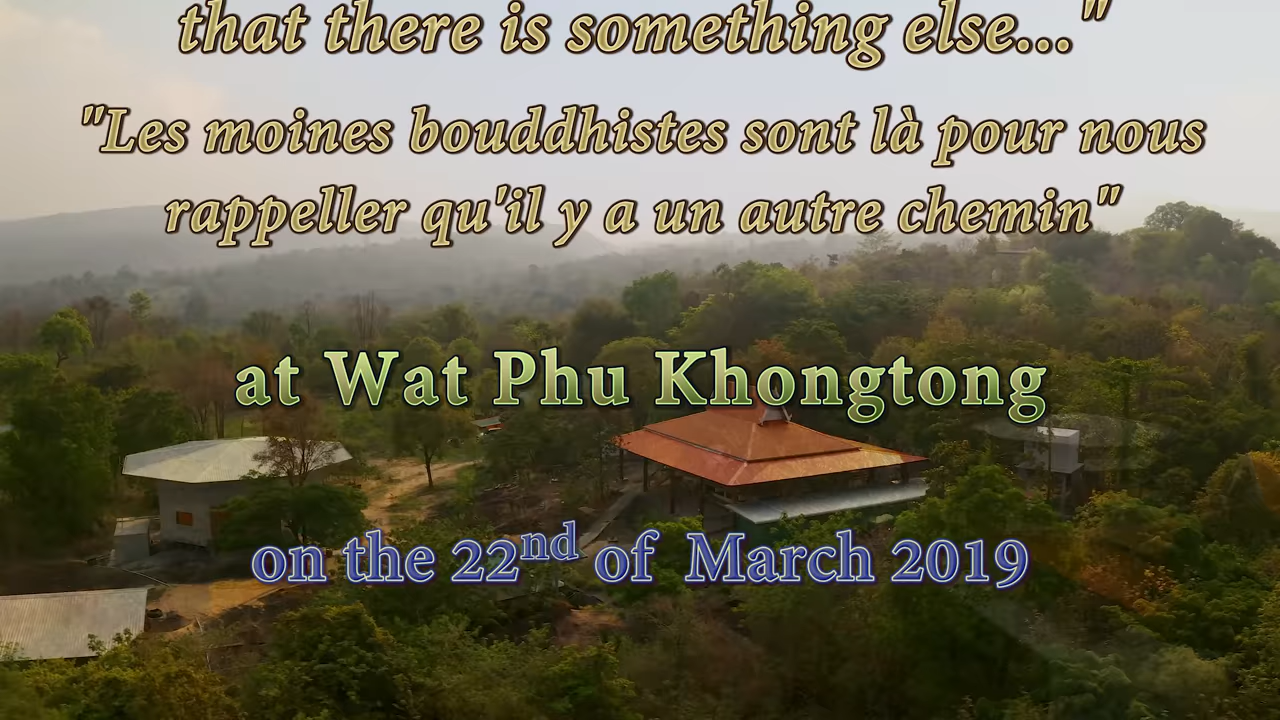 that there is something else..."
"Les moines bouddhistes sont là pour nous
rappeller qu'il y a un autre chemin"
at Wat Phu Khongtong
on the 22nd of March 2019